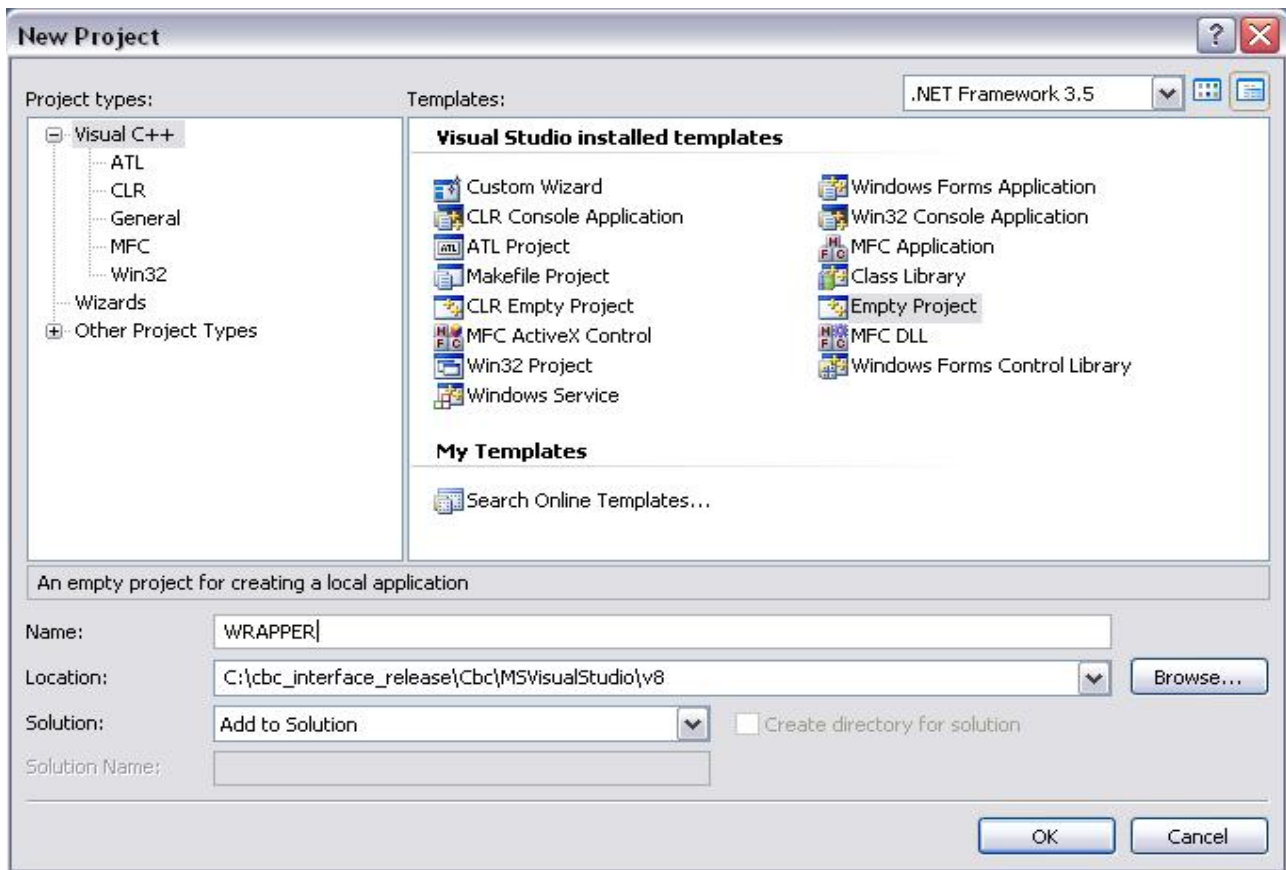 New Project
Project types:
Templates:
.NET Framework 3.5
Visual C++
ATL
CLR
General
MFC
Win32
Wizards
Other Project Types
Visual Studio installed templates
Custom Wizard
CLR Console Application
ATL Project
Makefile Project
CLR Empty Project
MFC ActiveX Control
Win32 Project
Windows Service
Windows Forms Application
Win32 Console Application
MFC Application
Class Library
Empty Project
MFC DLL
Windows Forms Control Library
My Templates
Search Online Templates...
An empty project for creating a local application
Name:
WRAPPER
Location:
C:\cbc_interface_release\Cbc\MSVisualStudio\v8
Browse...
Solution:
Add to Solution
Create directory for solution
Solution Name:
OK
Cancel